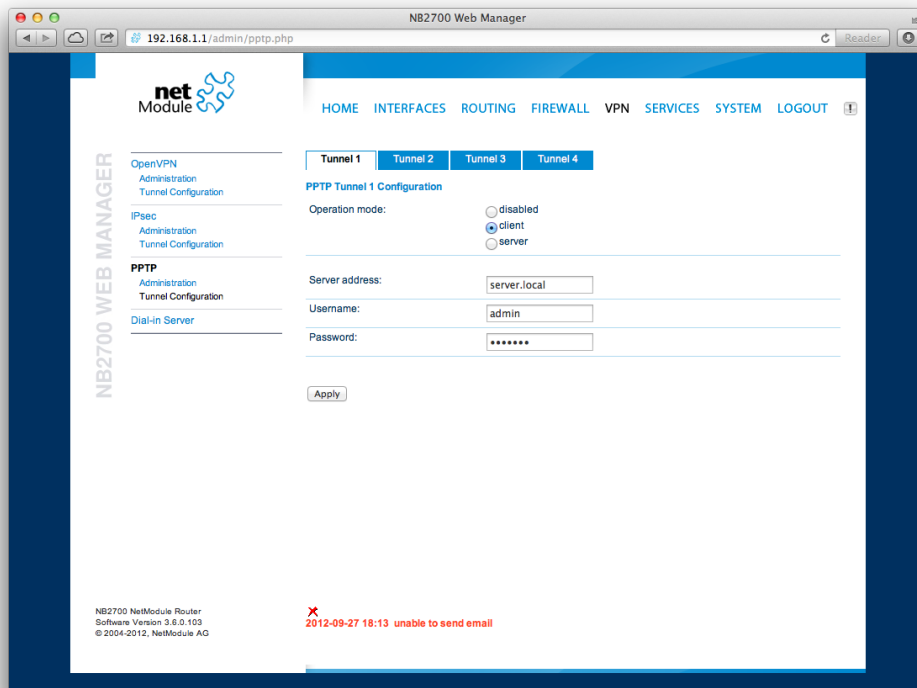 NB2700 Web Manager
192.168.1.1/admin/pptp.php
Reader
net
Module
HOME INTERFACES ROUTING FIREWALL VPN SERVICES SYSTEM LOGOUT
NB2700 WEB MANAGER
OpenVPN
Administration
Tunnel Configuration
IPsec
Administration
Tunnel Configuration
PPTP
Administration
Tunnel Configuration
Dial-in Server
Tunnel 1 Tunnel 2 Tunnel 3 Tunnel 4
PPTP Tunnel 1 Configuration
Operation mode: disabled
client
server
Server address: server.local
Username: admin
Password: •••••••
Apply
NB2700 NetModule Router
Software Version 3.6.0.103
© 2004-2012, NetModule AG
2012-09-27 18:13 unable to send email